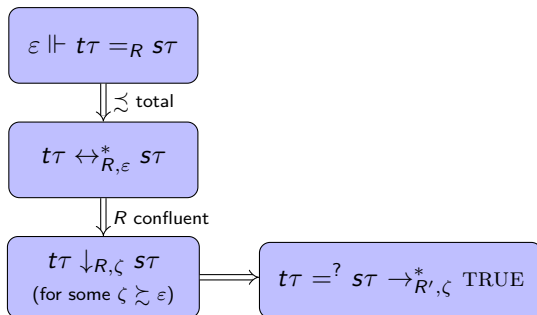 ε ⊩ tτ =_R sτ
≾ total
tτ ↔*_{R,ε} sτ
R confluent
tτ ↓_{R,ζ} sτ
(for some ζ ≿ ε)
tτ =^? sτ →*_{R′,ζ} TRUE